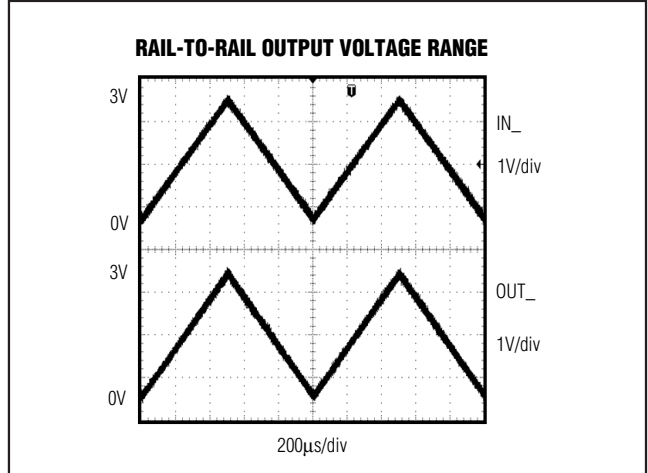 RAIL-TO-RAIL OUTPUT VOLTAGE RANGE
3V
T
IN_
1V/div
0V
3V
OUT_
1V/div
0V
200μs/div